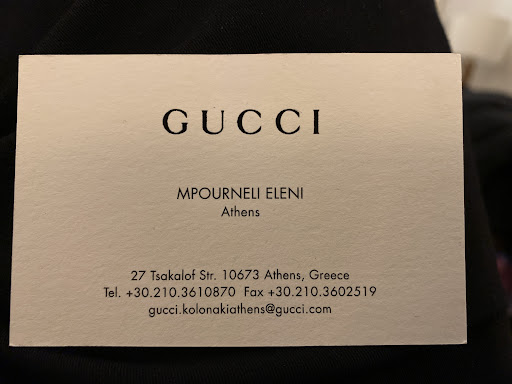 GUCCI
MPOURNELI ELENI
Athens
27 Tsakalof Str. 10673 Athens, Greece
Tel. +30.210.3610870 Fax +30.210.3602519
gucci.kolonakiathens@gucci.com